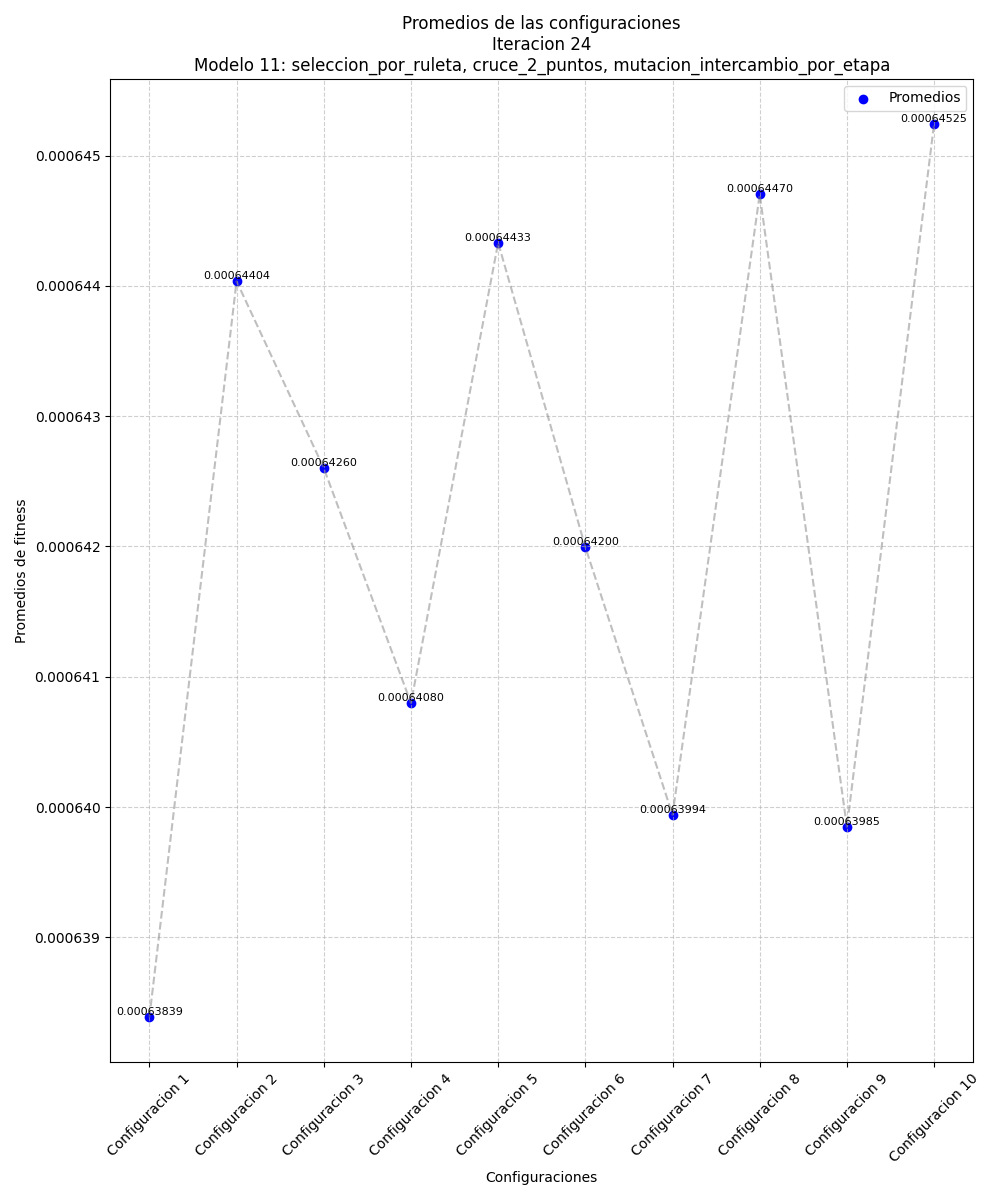 Promedios de las configuraciones
Iteracion 24
Modelo 11: seleccion_por_ruleta, cruce_2_puntos, mutacion_intercambio_por_etapa
Promedios
0.00064525
0.00064470
0.00064433
0.00064404
0.00064260
0.00064200
0.00064080
0.00063994
0.00063985
0.00063839
0.000645
0.000644
0.000643
0.000642
0.000641
0.000640
0.000639
Promedios de fitness
Configuracion 1
Configuracion 2
Configuracion 3
Configuracion 4
Configuracion 5
Configuracion 6
Configuracion 7
Configuracion 8
Configuracion 9
Configuracion 10
Configuraciones